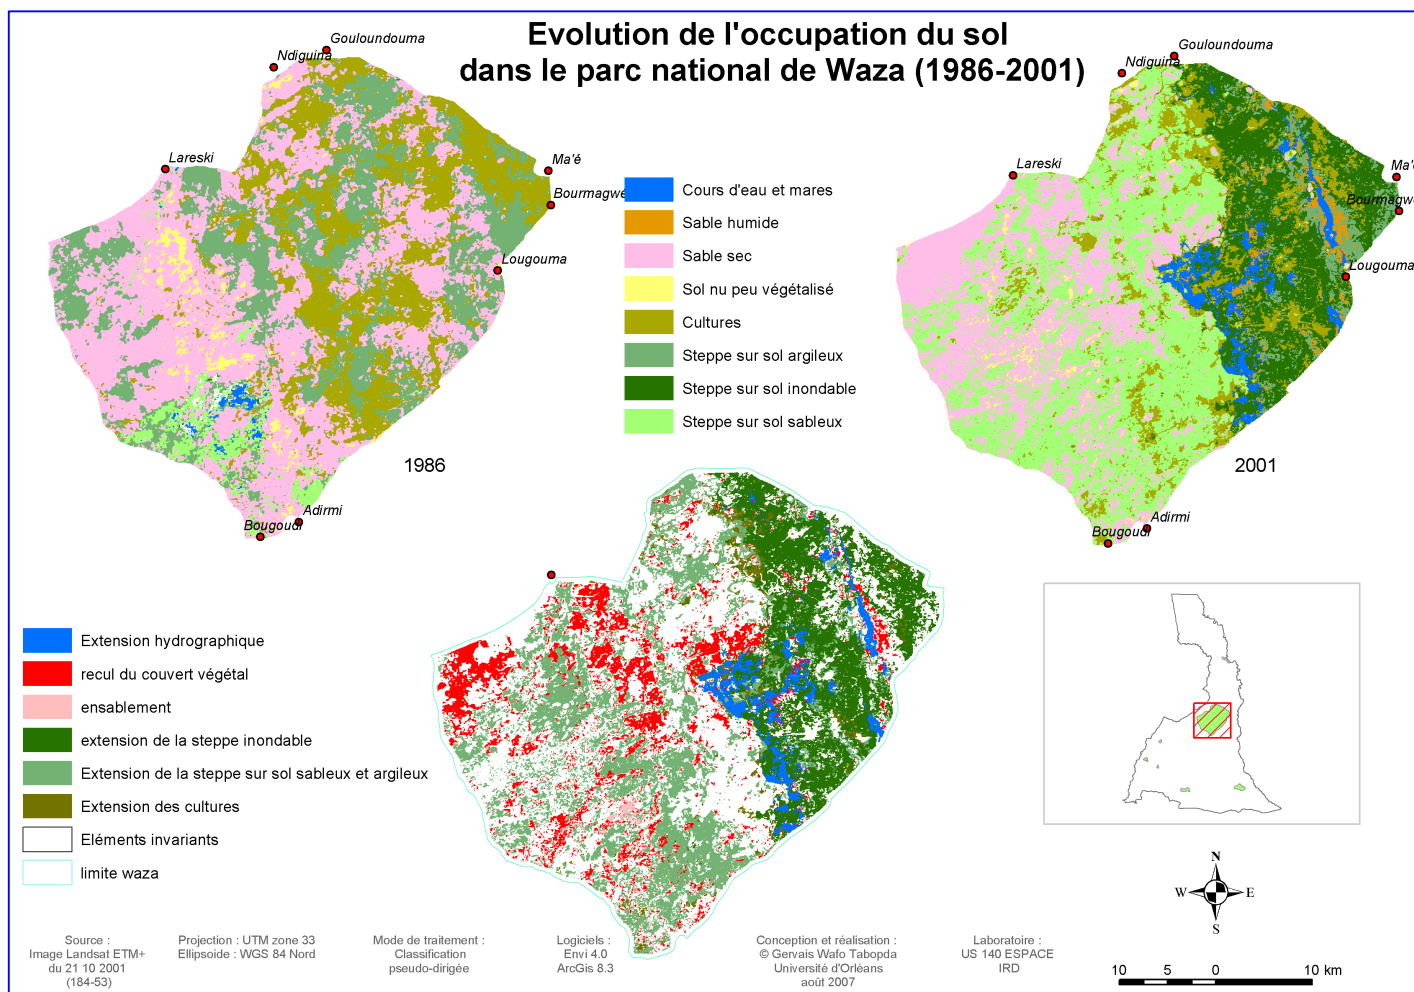 Evolution de l'occupation du sol
dans le parc national de Waza (1986-2001)
Gouloundouma
Ndiguina
Lareski
Ma'é
Bourmagwe
Lougouma
Adirmi
Bougoudi
1986
Cours d'eau et mares
Sable humide
Sable sec
Sol nu peu végétalisé
Cultures
Steppe sur sol argileux
Steppe sur sol inondable
Steppe sur sol sableux
Gouloundouma
Ndiguina
Lareski
Ma'é
Bourmagwe
Lougouma
Adirmi
Bougoudi
2001
Extension hydrographique
recul du couvert végétal
ensablement
extension de la steppe inondable
Extension de la steppe sur sol sableux et argileux
Extension des cultures
Eléments invariants
limite waza
N
W E
S
Source :
Image Landsat ETM+
du 21 10 2001
(184-53)
Projection : UTM zone 33
Ellipsoide : WGS 84 Nord
Mode de traitement :
Classification
pseudo-dirigée
Logiciels :
Envi 4.0
ArcGis 8.3
Conception et réalisation :
© Gervais Wafo Tabopda
Université d'Orléans
août 2007
Laboratoire :
US 140 ESPACE
IRD
10 5 0 10 km